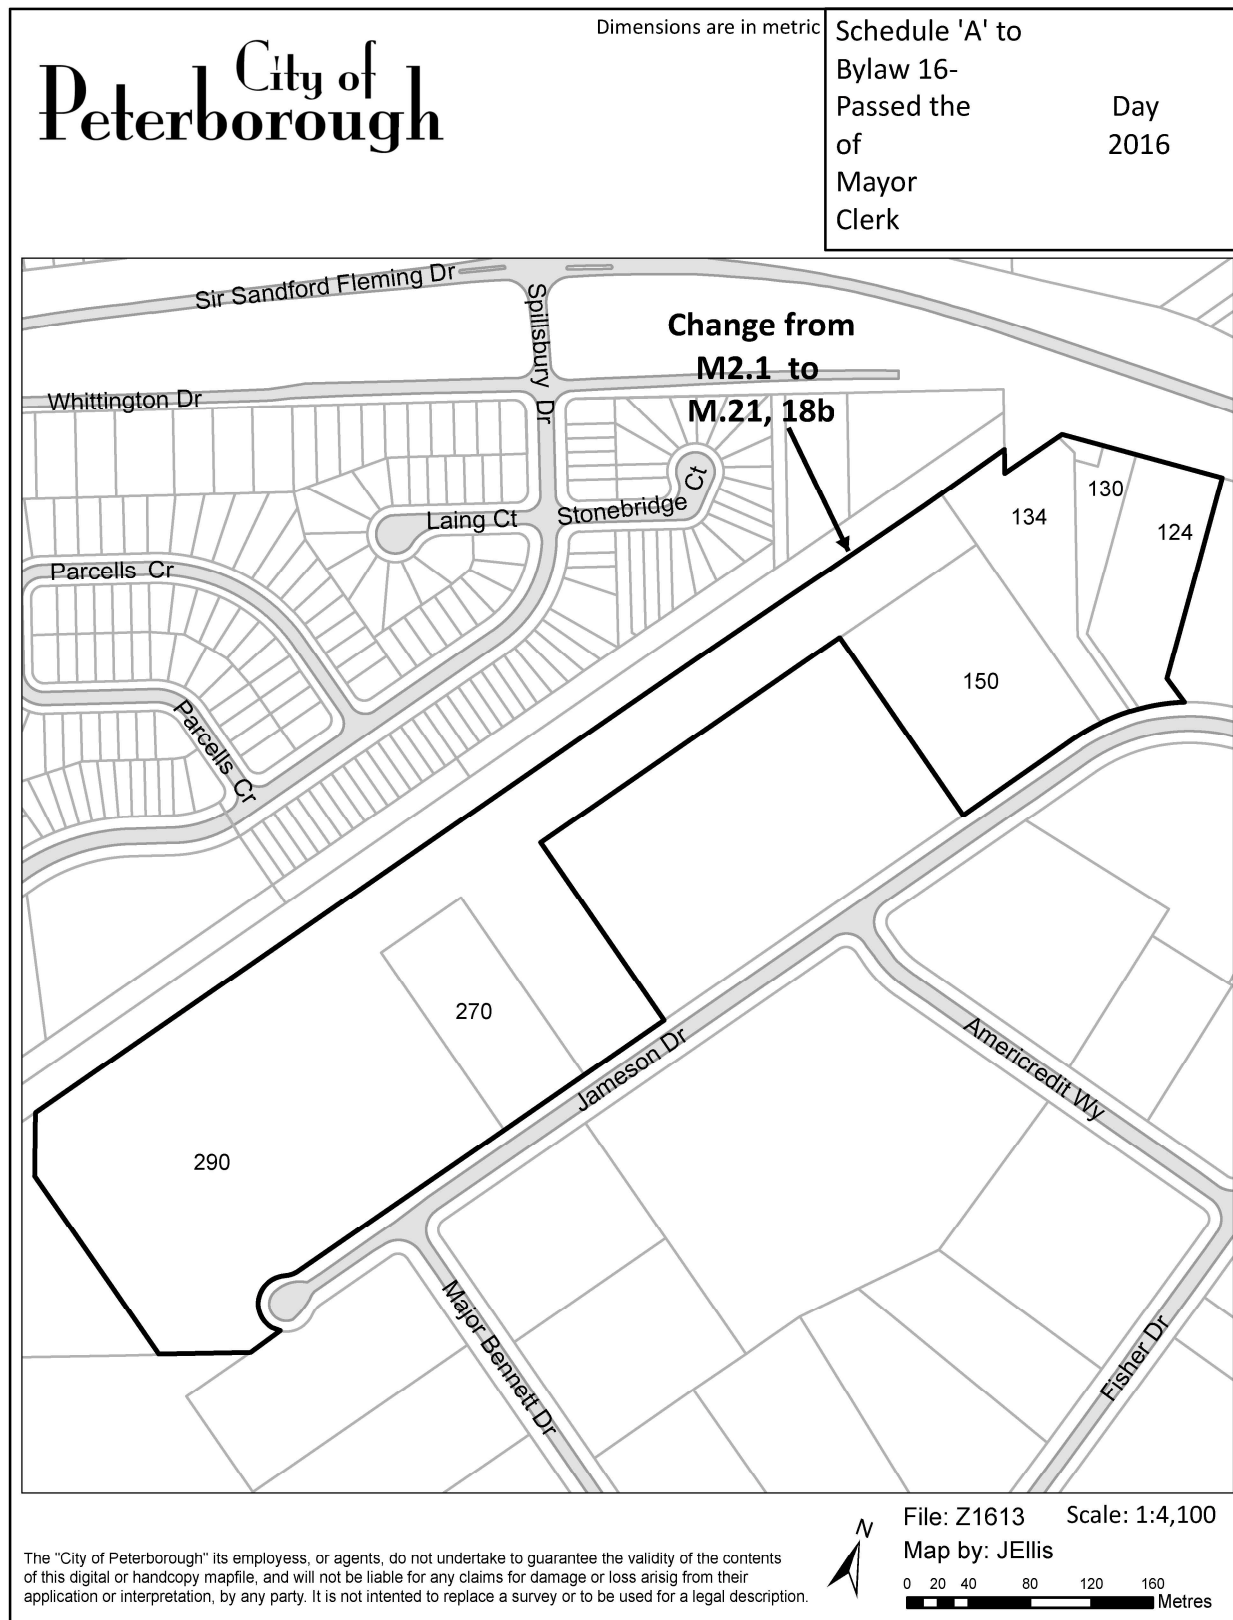 City of
Peterborough
Dimensions are in metric
Schedule 'A' to
Bylaw 16-
Passed the Day
of 2016
Mayor
Clerk
Sir Sandford Fleming Dr
Spillsbury Dr
Change from
M2.1 to
M.21, 18b
Whittington Dr
Laing Ct
Stonebridge Ct
Parcells Cr
Parcells Cr
134
130
124
150
270
290
Jameson Dr
Americredit Wy
Major Bennett Dr
Fisher Dr
The "City of Peterborough" its employess, or agents, do not undertake to guarantee the validity of the contents
of this digital or handcopy mapfile, and will not be liable for any claims for damage or loss arisig from their
application or interpretation, by any party. It is not intended to replace a survey or to be used for a legal description.
N
File: Z1613 Scale: 1:4,100
Map by: JEllis
0 20 40 80 120 160
Metres